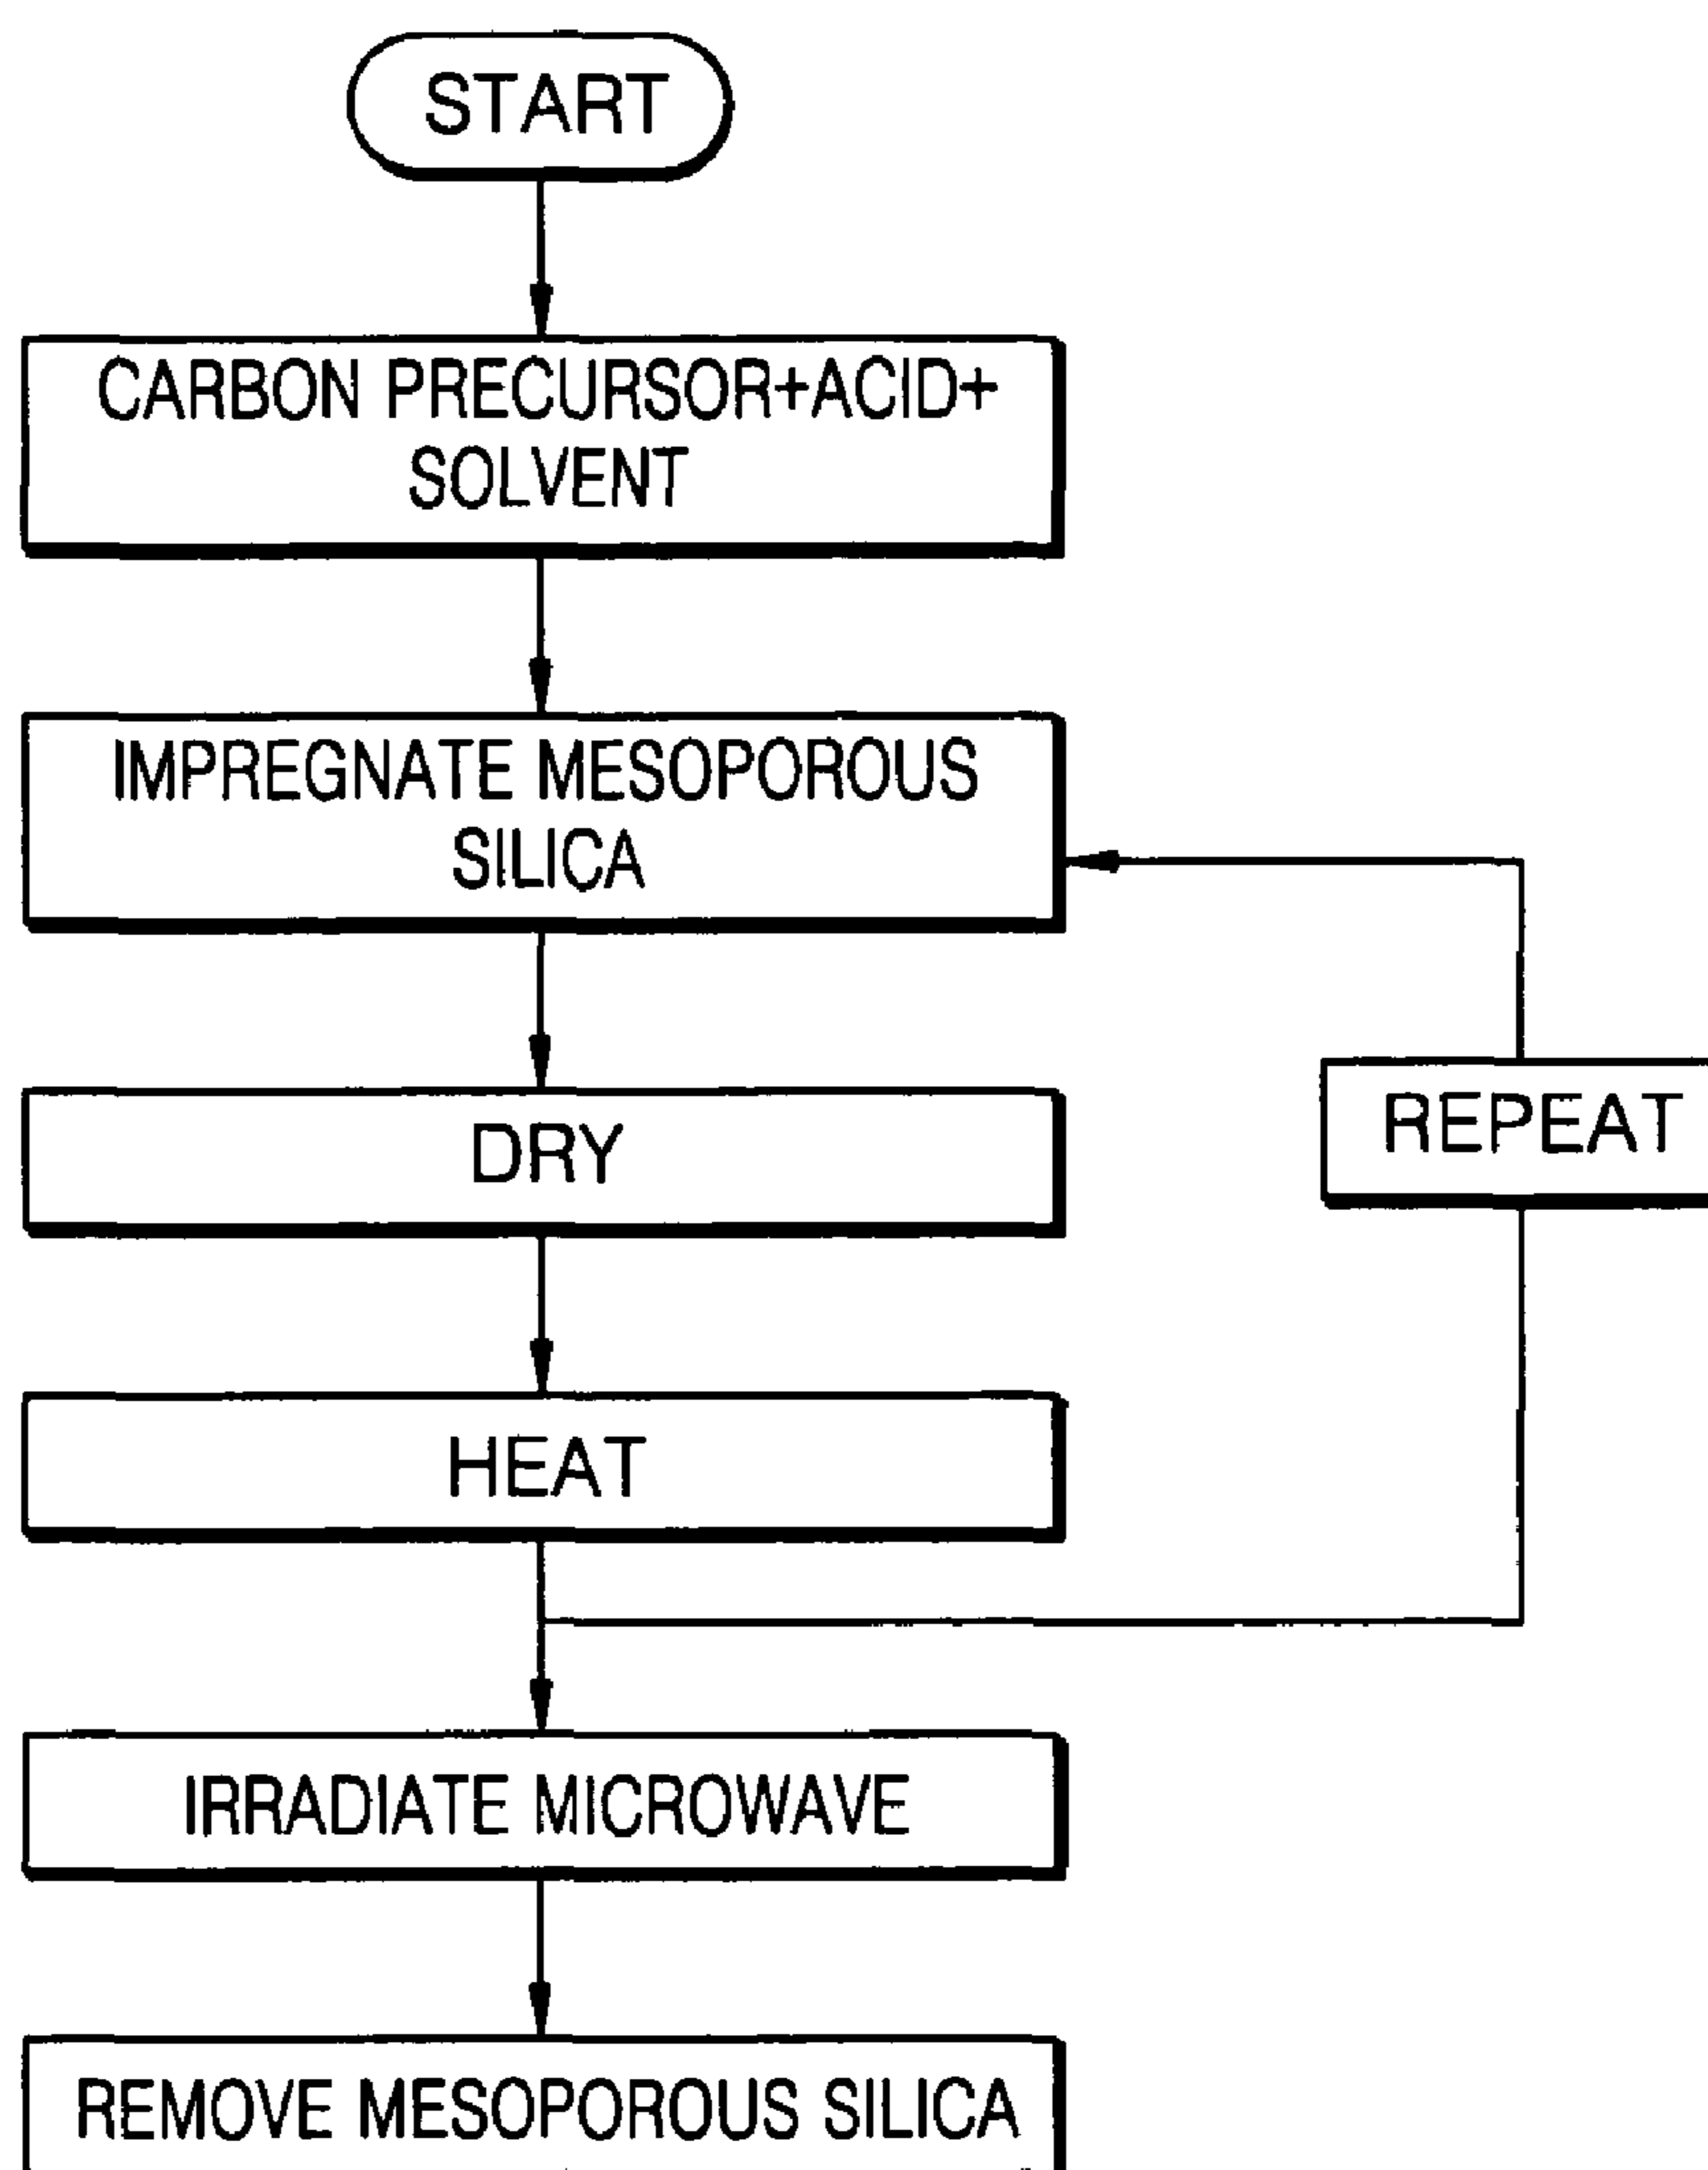 START
CARBON PRECURSOR+ACID+
SOLVENT
IMPREGNATE MESOPOROUS
SILICA
DRY
REPEAT
HEAT
IRRADIATE MICROWAVE
REMOVE MESOPOROUS SILICA